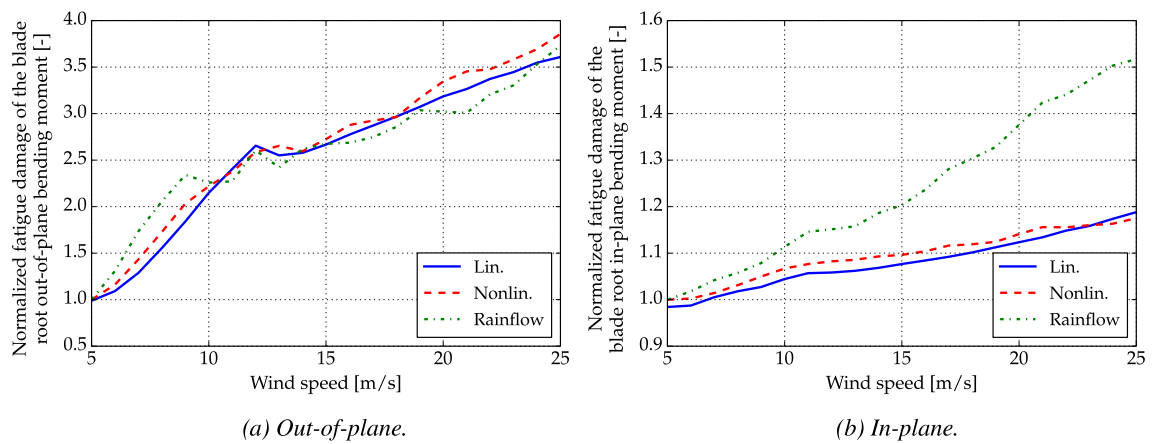 Normalized fatigue damage of the blade
root out-of-plane bending moment [-]
4.0
3.5
3.0
2.5
2.0
1.5
1.0
0.5
5
10
15
20
25
Wind speed [m/s]
Lin.
Nonlin.
Rainflow
(a) Out-of-plane.
Normalized fatigue damage of the
blade root in-plane bending moment [-]
1.6
1.5
1.4
1.3
1.2
1.1
1.0
0.9
5
10
15
20
25
Wind speed [m/s]
Lin.
Nonlin.
Rainflow
(b) In-plane.